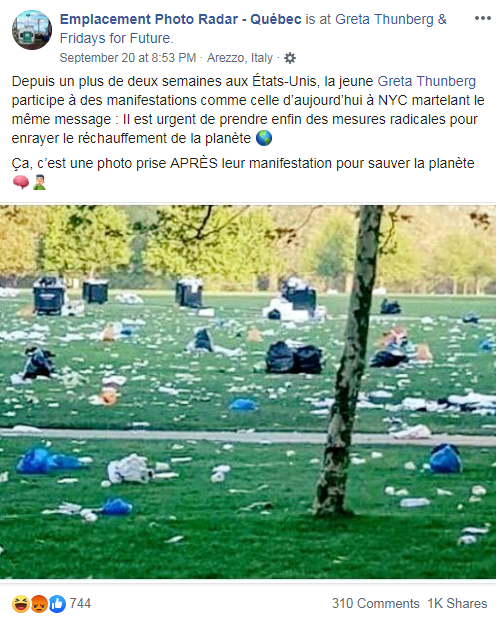 Emplacement Photo Radar - Québec is at Greta Thunberg &
Fridays for Future.
September 20 at 8:53 PM · Arezzo, Italy ·
Depuis un plus de deux semaines aux États-Unis, la jeune Greta Thunberg
participe à des manifestations comme celle d'aujourd'hui à NYC martelant le
même message : Il est urgent de prendre enfin des mesures radicales pour
enrayer le réchauffement de la planète 🌎
Ça, c'est une photo prise APRÈS leur manifestation pour sauver la planète
🧠🤦‍♂️
744
310 Comments 1K Shares